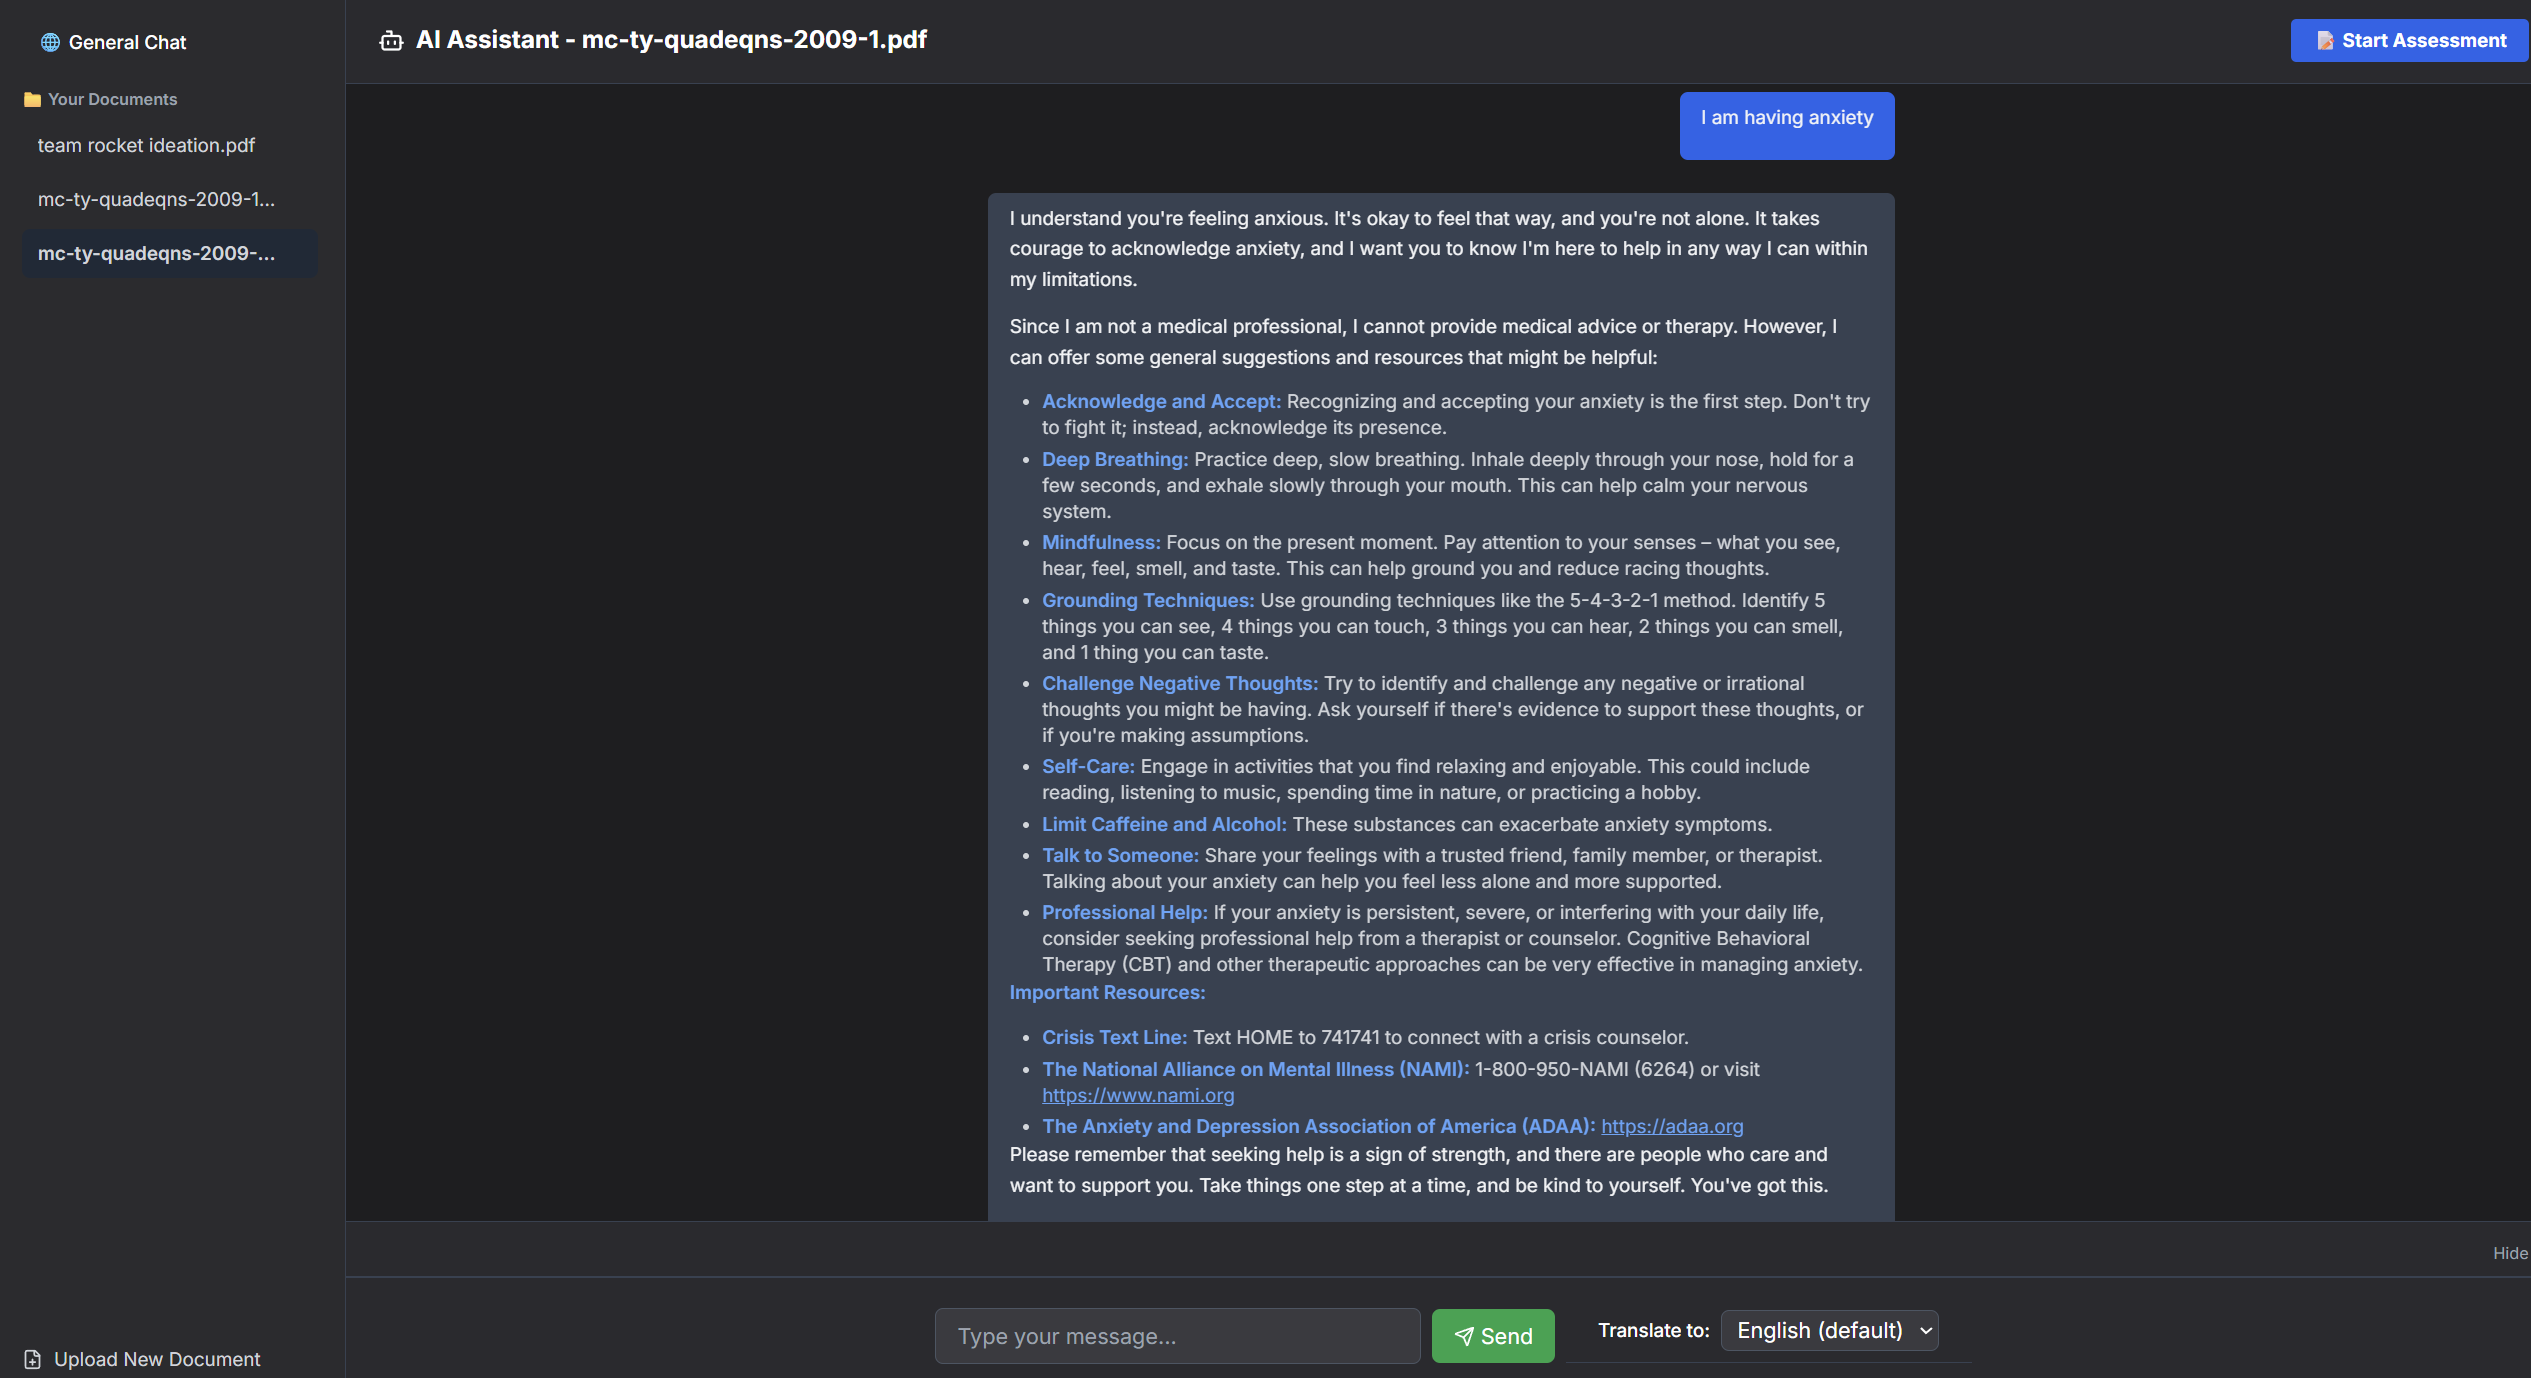 General Chat
Your Documents
team rocket ideation.pdf
mc-ty-quadeqns-2009-1...
mc-ty-quadeqns-2009-...
Upload New Document
AI Assistant - mc-ty-quadeqns-2009-1.pdf
Start Assessment
I am having anxiety
I understand you're feeling anxious. It's okay to feel that way, and you're not alone. It takes
courage to acknowledge anxiety, and I want you to know I'm here to help in any way I can within
my limitations.
Since I am not a medical professional, I cannot provide medical advice or therapy. However, I
can offer some general suggestions and resources that might be helpful:
• Acknowledge and Accept: Recognizing and accepting your anxiety is the first step. Don't try
to fight it; instead, acknowledge its presence.
• Deep Breathing: Practice deep, slow breathing. Inhale deeply through your nose, hold for a
few seconds, and exhale slowly through your mouth. This can help calm your nervous
system.
• Mindfulness: Focus on the present moment. Pay attention to your senses – what you see,
hear, feel, smell, and taste. This can help ground you and reduce racing thoughts.
• Grounding Techniques: Use grounding techniques like the 5-4-3-2-1 method. Identify 5
things you can see, 4 things you can touch, 3 things you can hear, 2 things you can smell,
and 1 thing you can taste.
• Challenge Negative Thoughts: Try to identify and challenge any negative or irrational
thoughts you might be having. Ask yourself if there's evidence to support these thoughts, or
if you're making assumptions.
• Self-Care: Engage in activities that you find relaxing and enjoyable. This could include
reading, listening to music, spending time in nature, or practicing a hobby.
• Limit Caffeine and Alcohol: These substances can exacerbate anxiety symptoms.
• Talk to Someone: Share your feelings with a trusted friend, family member, or therapist.
Talking about your anxiety can help you feel less alone and more supported.
• Professional Help: If your anxiety is persistent, severe, or interfering with your daily life,
consider seeking professional help from a therapist or counselor. Cognitive Behavioral
Therapy (CBT) and other therapeutic approaches can be very effective in managing anxiety.
Important Resources:
• Crisis Text Line: Text HOME to 741741 to connect with a crisis counselor.
• The National Alliance on Mental Illness (NAMI): 1-800-950-NAMI (6264) or visit
https://www.nami.org
• The Anxiety and Depression Association of America (ADAA): https://adaa.org
Please remember that seeking help is a sign of strength, and there are people who care and
want to support you. Take things one step at a time, and be kind to yourself. You've got this.
Hide
Type your message...
Send
Translate to:
English (default)